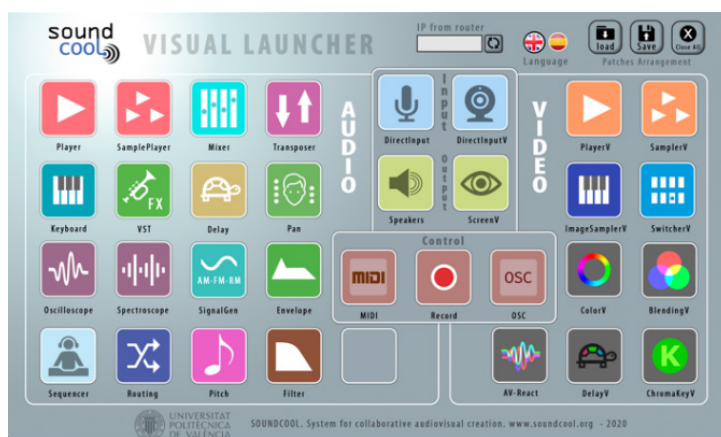 sound
cool
VISUAL LAUNCHER
IP from router
Language
load
Save
Close All
Patches Arrangement
AUDIO
Input
VIDEO
Player
SamplePlayer
Mixer
Transposer
DirectInput
DirectInputV
PlayerV
SamplerV
Output
FX
Keyboard
VST
Delay
Pan
Speakers
ScreenV
ImageSamplerV
SwitcherV
Control
AM-FM-RM
MIDI
OSC
Oscilloscope
Spectroscope
SignalGen
Envelope
MIDI
Record
OSC
ColorV
BlendingV
K
Sequencer
Routing
Pitch
Filter
AV-React
DelayV
ChromaKeyV
UNIVERSITAT
POLITÈCNICA
DE VALÈNCIA
SOUNDCOOL. System for collaborative audiovisual creation. www.soundcool.org - 2020